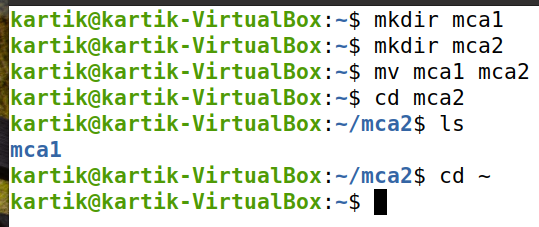 kartik@kartik-VirtualBox:~$ mkdir mca1
kartik@kartik-VirtualBox:~$ mkdir mca2
kartik@kartik-VirtualBox:~$ mv mca1 mca2
kartik@kartik-VirtualBox:~$ cd mca2
kartik@kartik-VirtualBox:~/mca2$ ls
mca1
kartik@kartik-VirtualBox:~/mca2$ cd ~
kartik@kartik-VirtualBox:~$